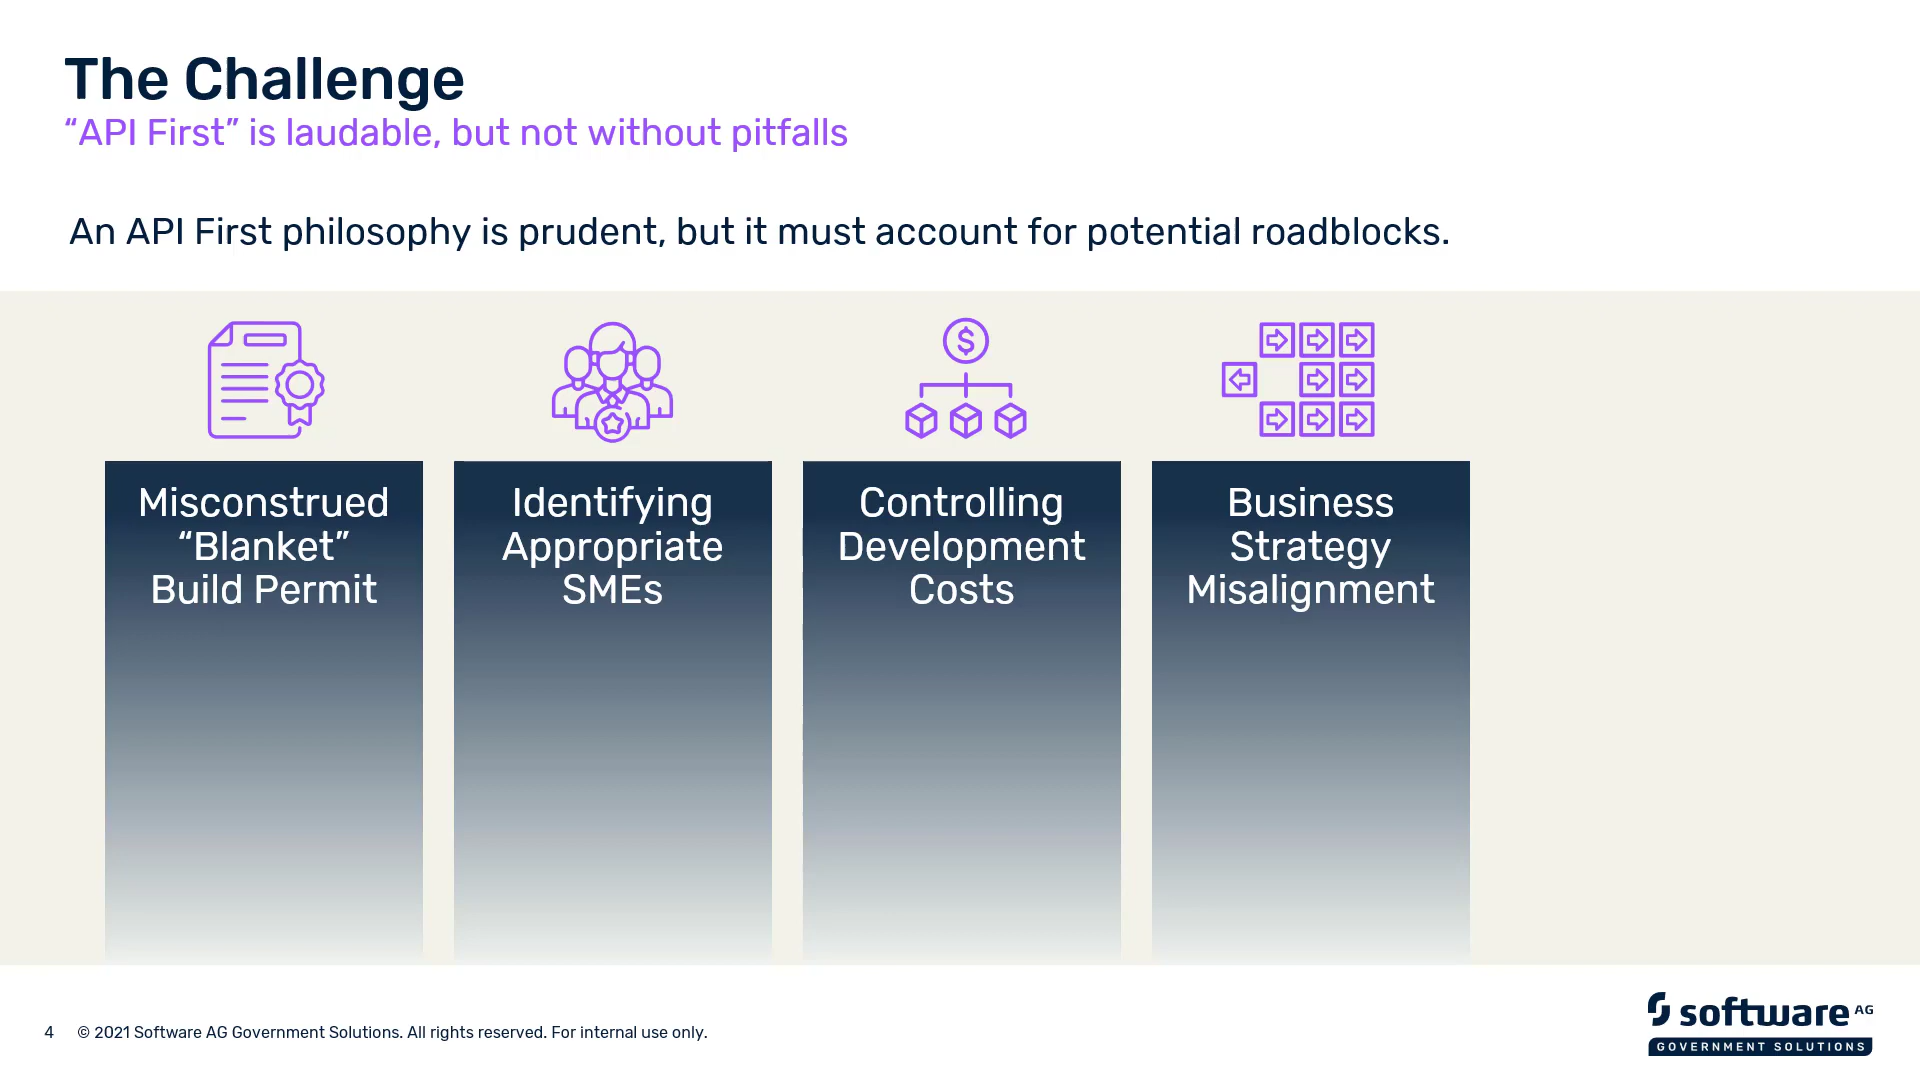 The Challenge
“API First” is laudable, but not without pitfalls
An API First philosophy is prudent, but it must account for potential roadblocks.
$
Misconstrued
“Blanket”
Build Permit
Identifying
Appropriate
SMEs
Controlling
Development
Costs
Business
Strategy
Misalignment
4 © 2021 Software AG Government Solutions. All rights reserved. For internal use only.
software AG
GOVERNMENT SOLUTIONS